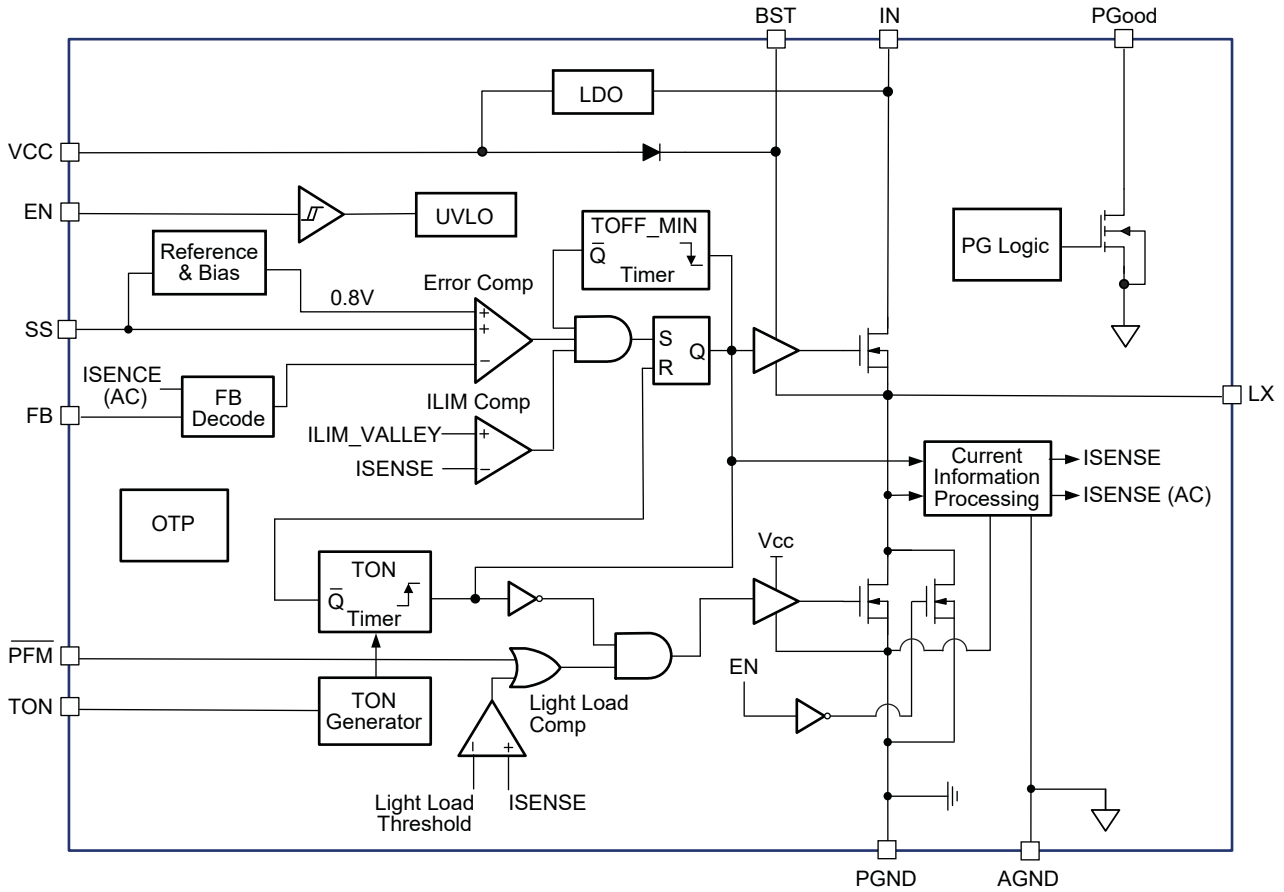 BST
IN
PGood
LDO
VCC
EN
UVLO
TOFF_MIN
Q̅
Timer
PG Logic
Reference
& Bias
Error Comp
0.8V
+
+
−
SS
S
R
Q
ISENCE
(AC)
FB
Decode
FB
ILIM Comp
ILIM_VALLEY
+
ISENSE
−
LX
Current
Information
Processing
ISENSE
ISENSE (AC)
OTP
Vcc
TON
Q̅
Timer
P̅F̅M̅
EN
TON
TON
Generator
Light Load
Comp
−
+
Light Load
Threshold
ISENSE
PGND
AGND